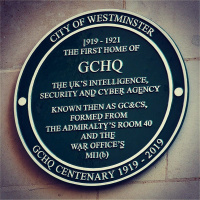 CITY OF WESTMINSTER
1919 - 1921
THE FIRST HOME OF
GCHQ
THE UK'S INTELLIGENCE,
SECURITY AND CYBER AGENCY
KNOWN THEN AS GC&CS,
FORMED FROM
THE ADMIRALTY'S ROOM 40
AND THE
WAR OFFICE'S
MI1(b)
GCHQ CENTENARY 1919 - 2019